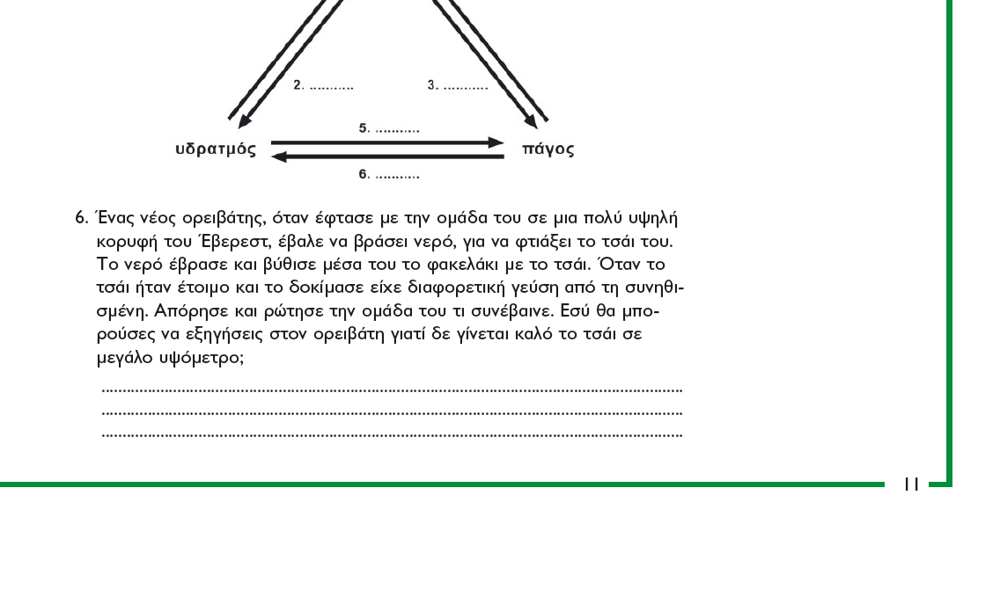 2. ...........
3. ...........
5. ...........
υδρατμός
πάγος
6. ...........
6. Ένας νέος ορειβάτης, όταν έφτασε με την ομάδα του σε μια πολύ υψηλή
κορυφή του Έβερεστ, έβαλε να βράσει νερό, για να φτιάξει το τσάι του.
Το νερό έβρασε και βύθισε μέσα του το φακελάκι με το τσάι. Όταν το
τσάι ήταν έτοιμο και το δοκίμασε είχε διαφορετική γεύση από τη συνηθι-
σμένη. Απόρησε και ρώτησε την ομάδα του τι συνέβαινε. Εσύ θα μπο-
ρούσες να εξηγήσεις στον ορειβάτη γιατί δε γίνεται καλό το τσάι σε
μεγάλο υψόμετρο;
11